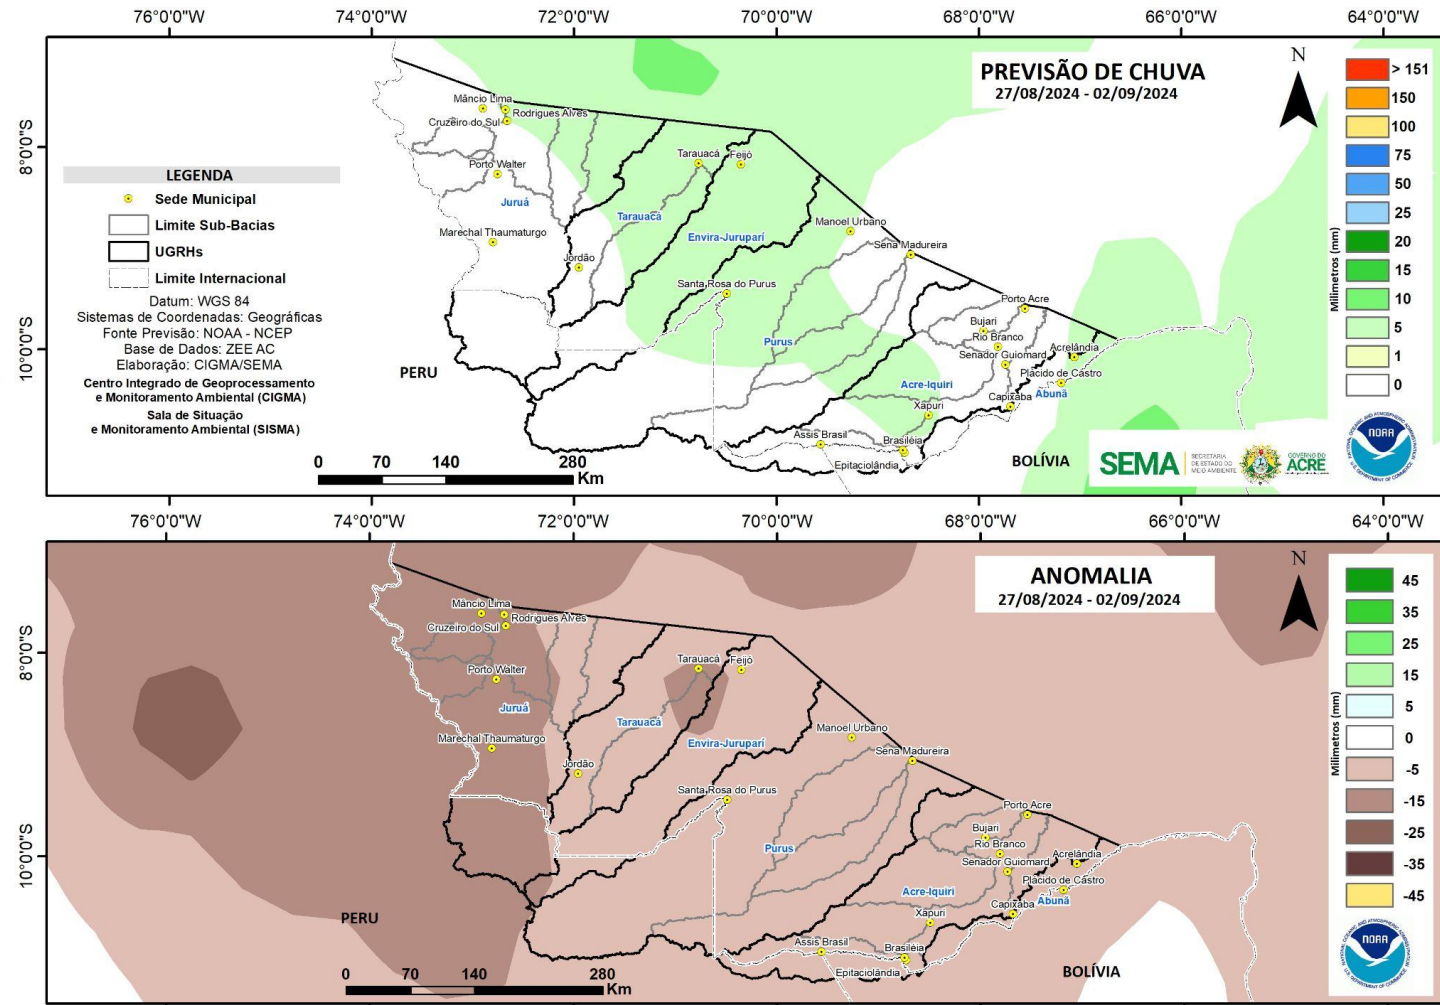 76°0'0"W 74°0'0"W 72°0'0"W 70°0'0"W 68°0'0"W 66°0'0"W 64°0'0"W
8°0'0"S
10°0'0"S
PREVISÃO DE CHUVA
27/08/2024 - 02/09/2024
N
Milimetros (mm)
> 151
150
100
75
50
25
20
15
10
5
1
0
LEGENDA
Sede Municipal
Limite Sub-Bacias
UGRHs
Limite Internacional
Datum: WGS 84
Sistemas de Coordenadas: Geográficas
Fonte Previsão: NOAA - NCEP
Base de Dados: ZEE AC
Elaboração: CIGMA/SEMA
Centro Integrado de Geoprocessamento
e Monitoramento Ambiental (CIGMA)
Sala de Situação
e Monitoramento Ambiental (SISMA)
Mâncio Lima
Rodrigues Alves
Cruzeiro do Sul
Porto Walter
Juruá
Marechal Thaumaturgo
Jordão
Tarauacá
Feijó
Tarauacá
Envira-Juruparí
Manoel Urbano
Sena Madureira
Santa Rosa do Purus
Purus
Porto Acre
Bujari
Rio Branco
Senador Guiomard
Acrelândia
Plácido de Castro
Acre-Iquiri
Abunã
Capixaba
Xapuri
Assis Brasil
Brasiléia
Epitaciolândia
PERU
BOLÍVIA
0 70 140 280
Km
SEMA
SECRETARIA
DE ESTADO DO
MEIO AMBIENTE
GOVERNO DO
ACRE
NOAA
76°0'0"W 74°0'0"W 72°0'0"W 70°0'0"W 68°0'0"W 66°0'0"W 64°0'0"W
8°0'0"S
10°0'0"S
ANOMALIA
27/08/2024 - 02/09/2024
N
Milimetros (mm)
45
35
25
15
5
0
-5
-15
-25
-35
-45
Mâncio Lima
Rodrigues Alves
Cruzeiro do Sul
Porto Walter
Juruá
Marechal Thaumaturgo
Jordão
Tarauacá
Feijó
Tarauacá
Envira-Juruparí
Manoel Urbano
Sena Madureira
Santa Rosa do Purus
Purus
Porto Acre
Bujari
Rio Branco
Senador Guiomard
Acrelândia
Plácido de Castro
Acre-Iquiri
Abunã
Capixaba
Xapuri
Assis Brasil
Brasiléia
Epitaciolândia
PERU
BOLÍVIA
0 70 140 280
Km
NOAA